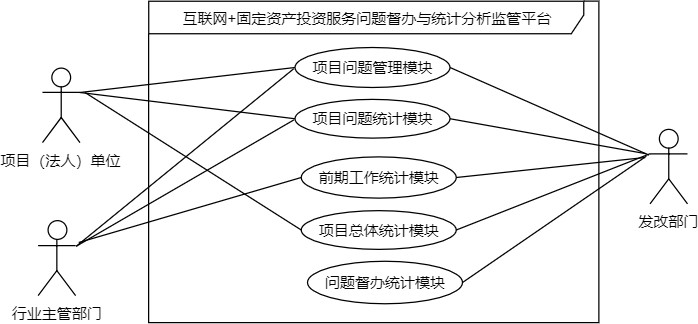 互联网+固定资产投资服务问题督办与统计分析监管平台
项目问题管理模块
项目问题统计模块
项目（法人）单位
前期工作统计模块
发改部门
项目总体统计模块
问题督办统计模块
行业主管部门